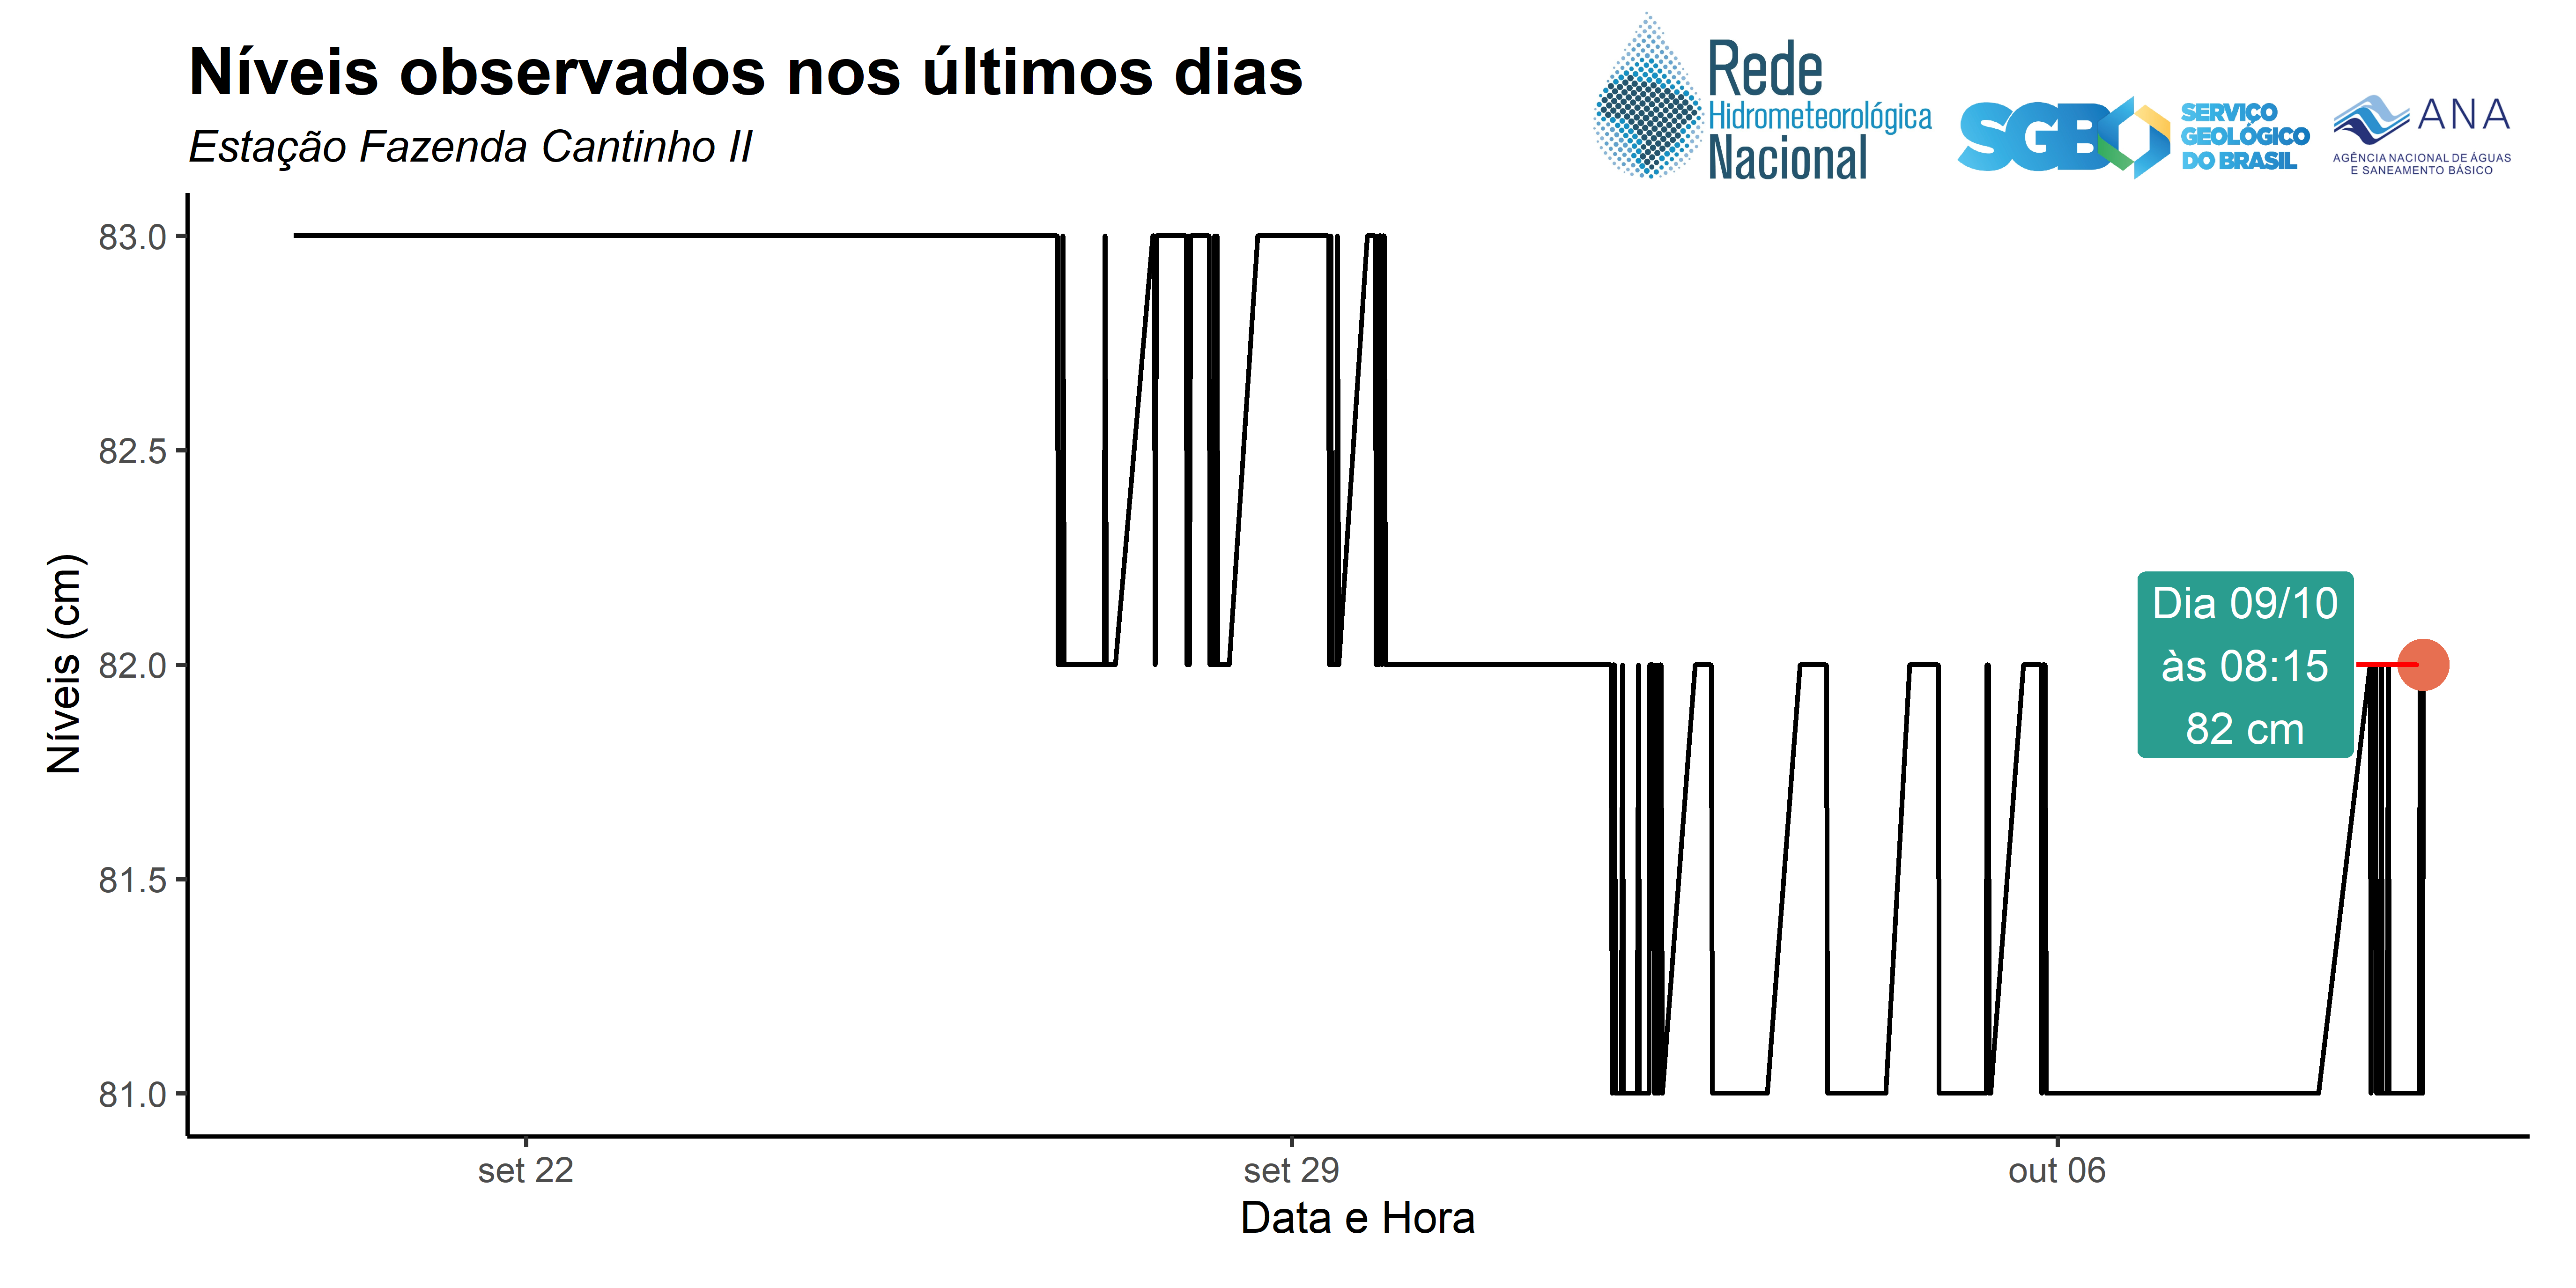 Níveis observados nos últimos dias
Estação Fazenda Cantinho II
Rede
Hidrometeorológica
Nacional
SGB
SERVIÇO
GEOLÓGICO
DO BRASIL
ANA
AGÊNCIA NACIONAL DE ÁGUAS
E SANEAMENTO BÁSICO
Níveis (cm)
83.0
82.5
82.0
81.5
81.0
Dia 09/10
às 08:15
82 cm
set 22
set 29
out 06
Data e Hora